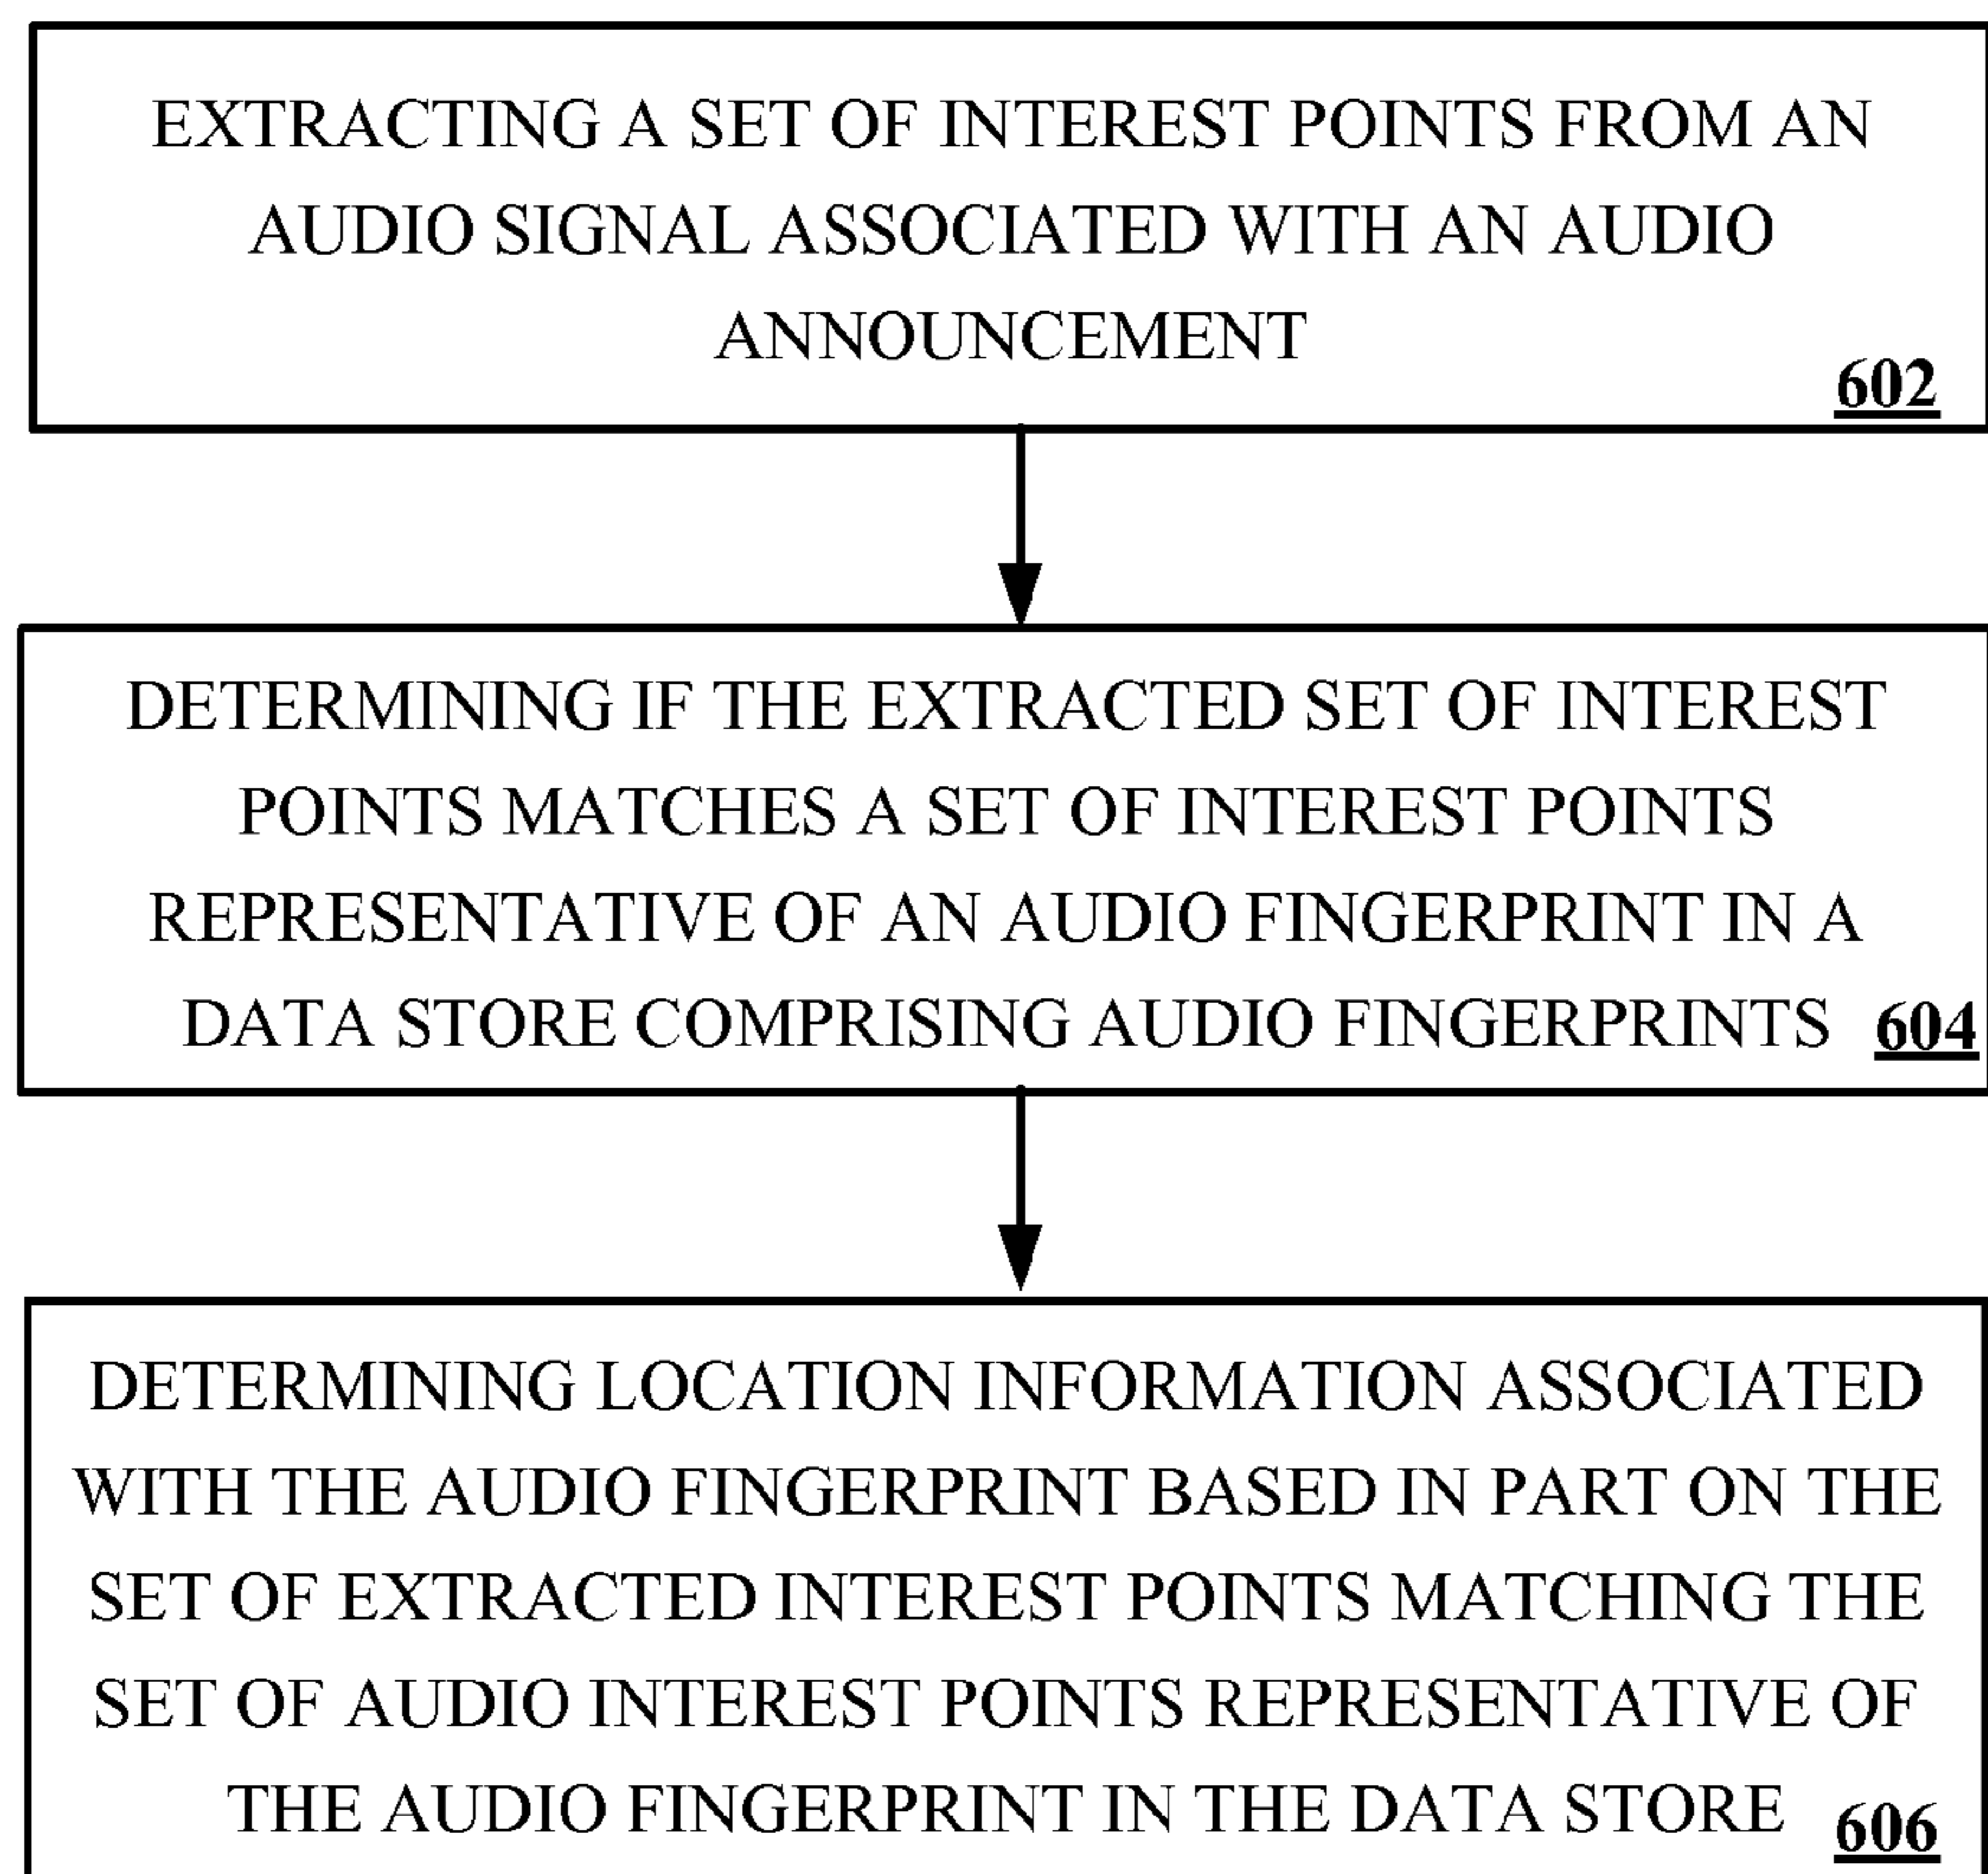 EXTRACTING A SET OF INTEREST POINTS FROM AN
AUDIO SIGNAL ASSOCIATED WITH AN AUDIO
ANNOUNCEMENT
602
DETERMINING IF THE EXTRACTED SET OF INTEREST
POINTS MATCHES A SET OF INTEREST POINTS
REPRESENTATIVE OF AN AUDIO FINGERPRINT IN A
DATA STORE COMPRISING AUDIO FINGERPRINTS 604
DETERMINING LOCATION INFORMATION ASSOCIATED
WITH THE AUDIO FINGERPRINT BASED IN PART ON THE
SET OF EXTRACTED INTEREST POINTS MATCHING THE
SET OF AUDIO INTEREST POINTS REPRESENTATIVE OF
THE AUDIO FINGERPRINT IN THE DATA STORE 606